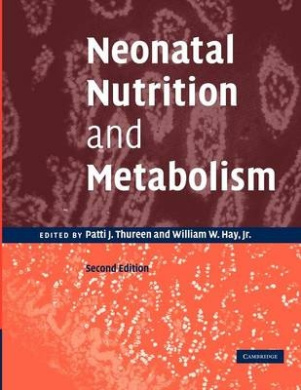 Neonatal
Nutrition
and
Metabolism
EDITED BY Patti J. Thureen and William W. Hay, Jr.
Second Edition
CAMBRIDGE